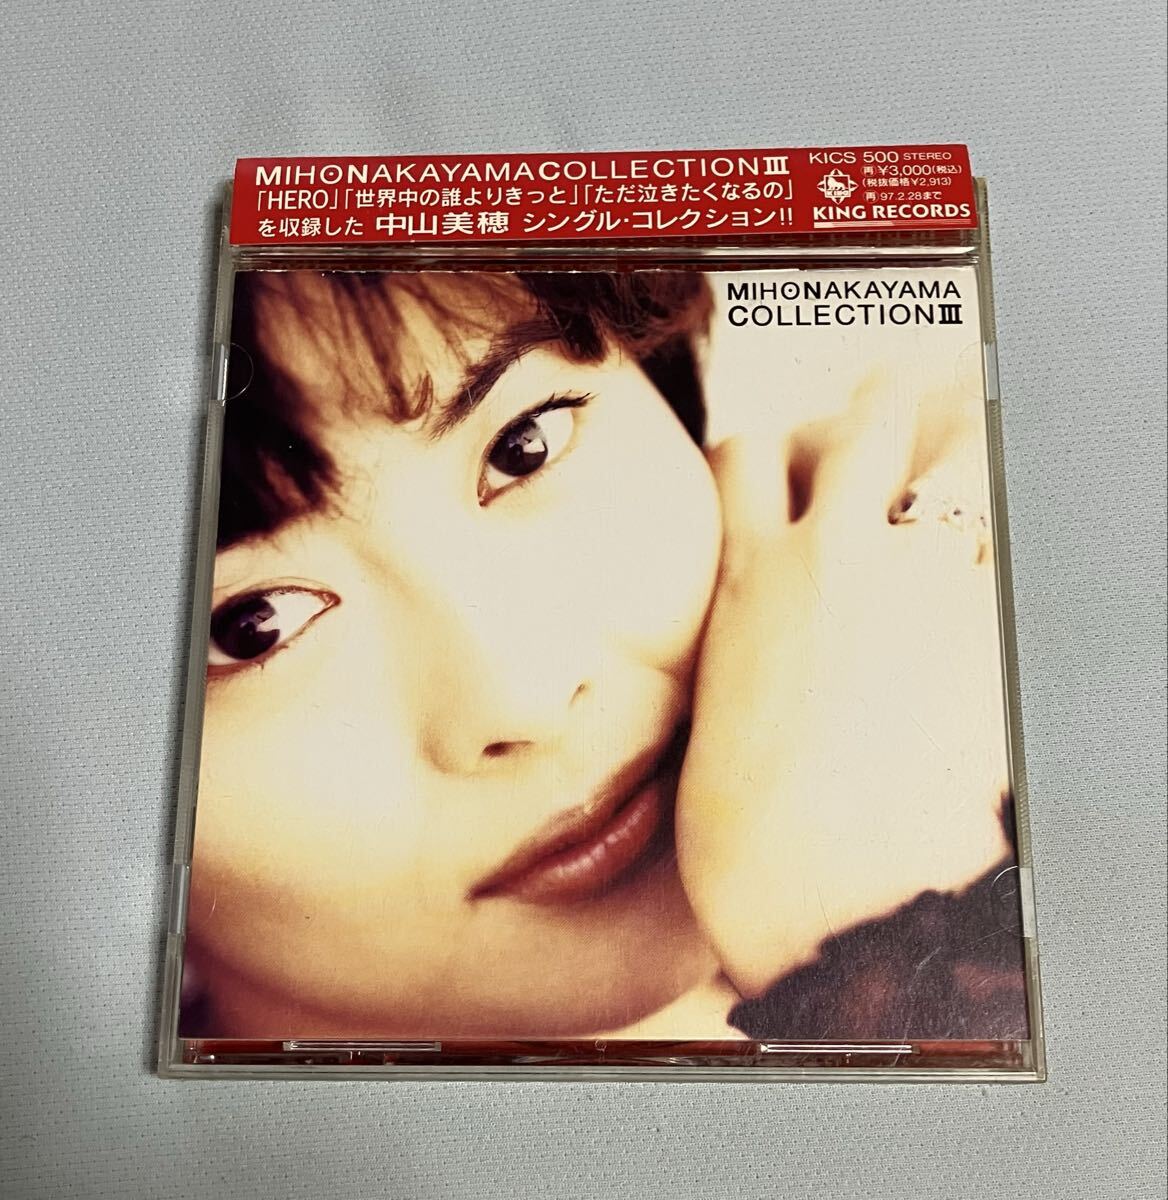 MIHONAKAYAMACOLLECTIONⅢ
「HERO」「世界中の誰よりきっと」「ただ泣きたくなるの」
を収録した 中山美穂 シングル・コレクション!!
KICS 500 STEREO
再¥3,000(税込)
(税抜価格¥2,913)
再97.2.28まで
KING
KING RECORDS
MIHONAKAYAMA
COLLECTIONⅢ